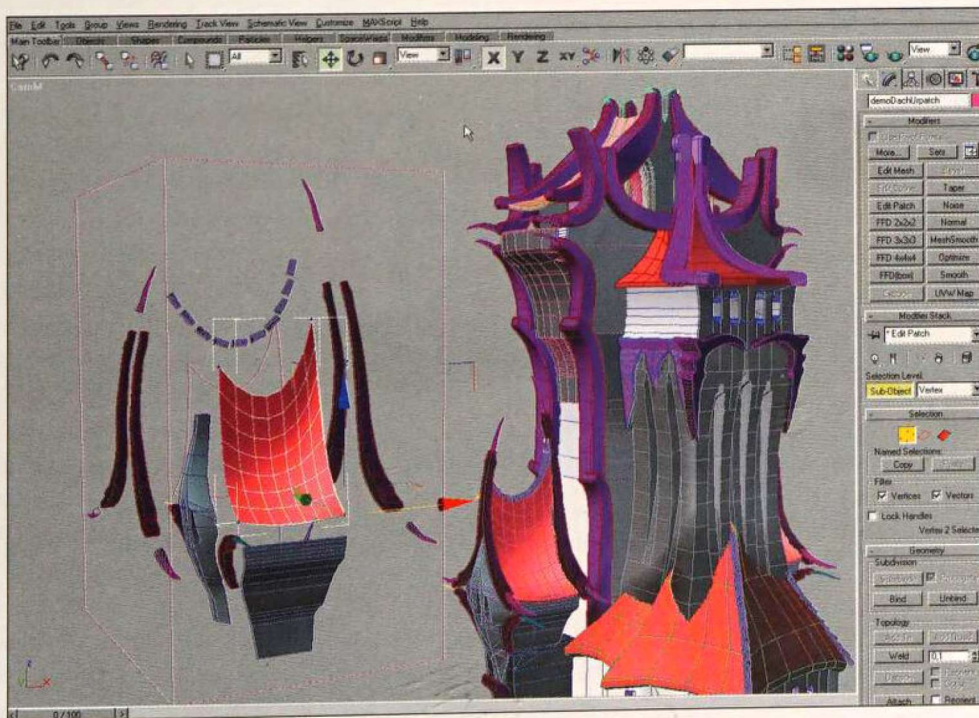 File Edit Tools Group Views Rendering Track View Schematic View Customize MAXScript Help
Main Toolbar Objects Shapes Compounds Particles Helpers SpaceWarps Modifiers Modeling Rendering
All View X Y Z XY View
CamM
demoDachUrpatch
- Modifiers
More... Sets
Edit Mesh
Taper
Edit Patch Noise
FFD 2x2x2 Normal
FFD 3x3x3 MeshSmooth
FFD 4x4x4 Optimize
FFD(box) Smooth
UVW Map
- Modifier Stack
* Edit Patch
Selection Level:
Sub-Object Vertex
- Selection
Named Selections:
Copy
Filter
Vertices Vectors
Lock Handles
Vertex 2 Selecte
- Geometry
Subdivision
Bind Unbind
Topology
Weld 0,1
Attach
z
y x
0 / 100